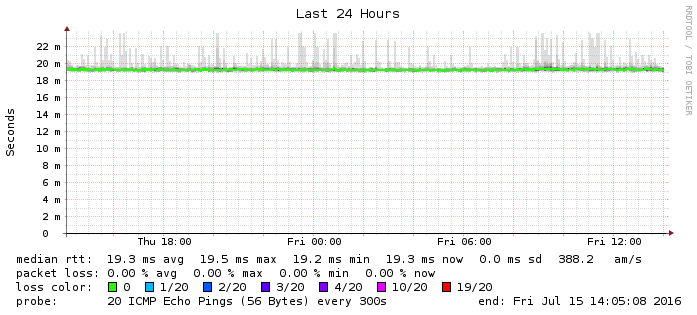 Last 24 Hours
RRDTOOL / TOBI OETIKER
Seconds
22 m
20 m
18 m
16 m
14 m
12 m
10 m
8 m
6 m
4 m
2 m
0
Thu 18:00 Fri 00:00 Fri 06:00 Fri 12:00
median rtt: 19.3 ms avg 19.5 ms max 19.2 ms min 19.3 ms now 0.0 ms sd 388.2 am/s
packet loss: 0.00 % avg 0.00 % max 0.00 % min 0.00 % now
loss color: 0 1/20 2/20 3/20 4/20 10/20 19/20
probe: 20 ICMP Echo Pings (56 Bytes) every 300s end: Fri Jul 15 14:05:08 2016